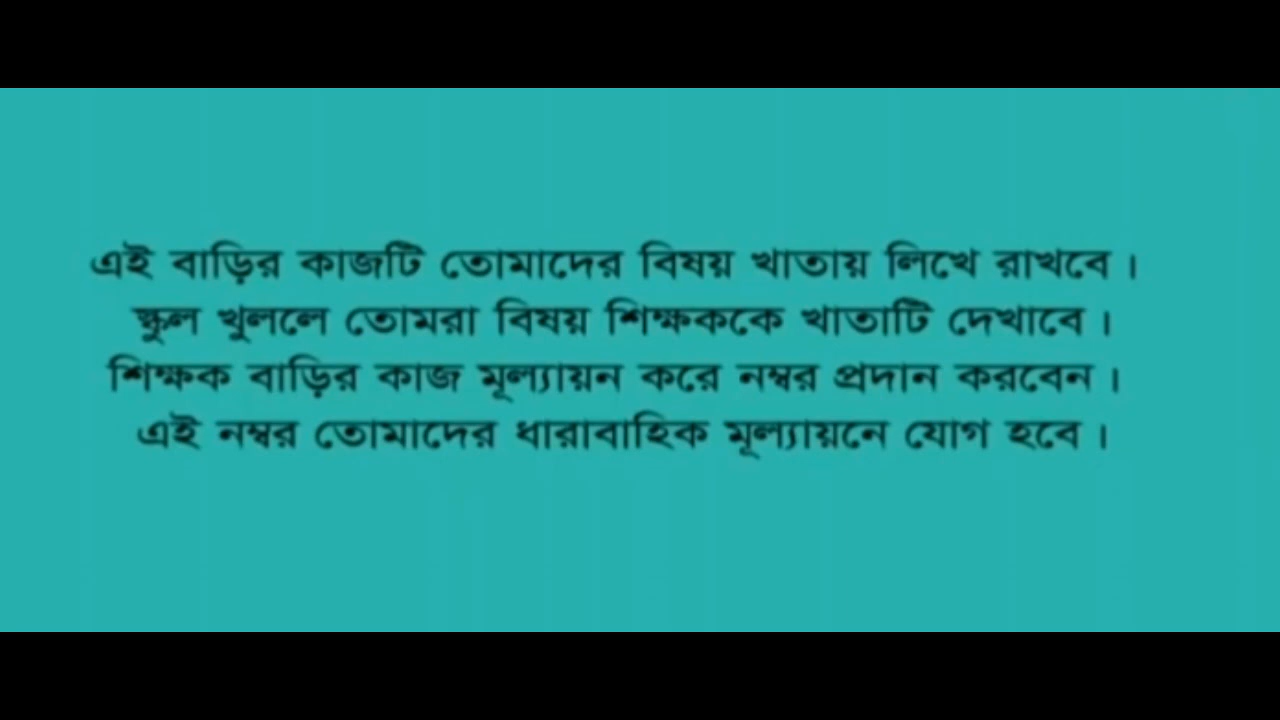 এই বাড়ির কাজটি তোমাদের বিষয় খাতায় লিখে রাখবে।
স্কুল খুললে তোমরা বিষয় শিক্ষককে খাতাটি দেখাবে।
শিক্ষক বাড়ির কাজ মূল্যায়ন করে নম্বর প্রদান করবেন।
এই নম্বর তোমাদের ধারাবাহিক মূল্যায়নে যোগ হবে।